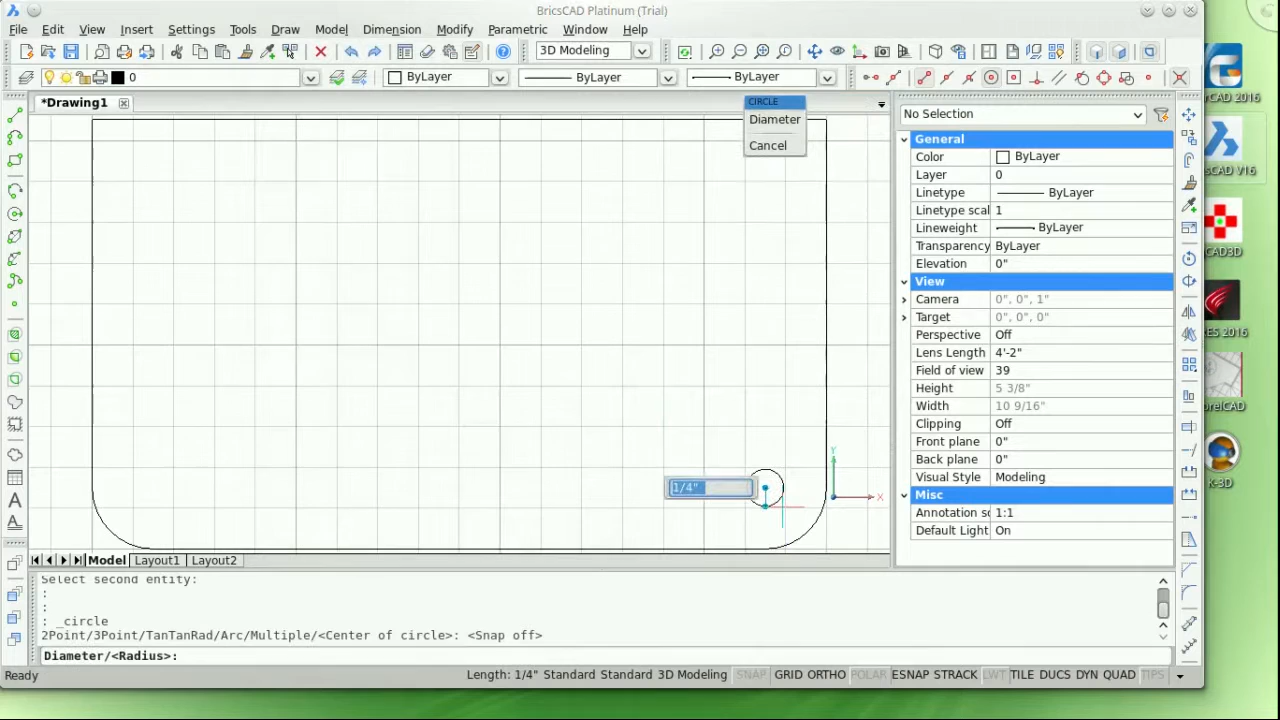 BricsCAD Platinum (Trial)
File Edit View Insert Settings Tools Draw Model Dimension Modify Parametric Window Help
3D Modeling
0
ByLayer
ByLayer
ByLayer
*Drawing1
CIRCLE
Diameter
Cancel
1/4"
Y
X
Model Layout1 Layout2
No Selection
General
Color ByLayer
Layer 0
Linetype ByLayer
Linetype scal 1
Lineweight ByLayer
Transparency ByLayer
Elevation 0"
View
Camera 0", 0", 1"
Target 0", 0", 0"
Perspective Off
Lens Length 4'-2"
Field of view 39
Height 5 3/8"
Width 10 9/16"
Clipping Off
Front plane 0"
Back plane 0"
Visual Style Modeling
Misc
Annotation sc 1:1
Default Light On
Select second entity:
:
:
: _circle
2Point/3Point/TanTanRad/Arc/Multiple/<Center of circle>: <Snap off>
Diameter/<Radius>:
Ready
Length: 1/4" Standard Standard 3D Modeling SNAP GRID ORTHO POLAR ESNAP STRACK LWT TILE DUCS DYN QUAD TIPS
rCAD 2016
sCAD V16
CAD3D
RES 2016
orelCAD
K-3D